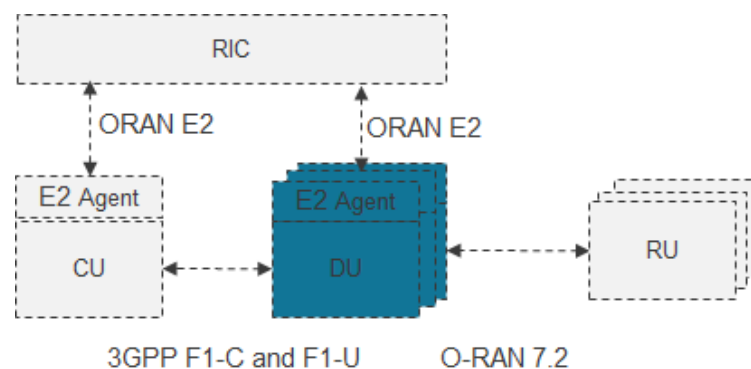 RIC
ORAN E2
ORAN E2
E2 Agent
E2 Agent
CU
DU
RU
3GPP F1-C and F1-U
O-RAN 7.2